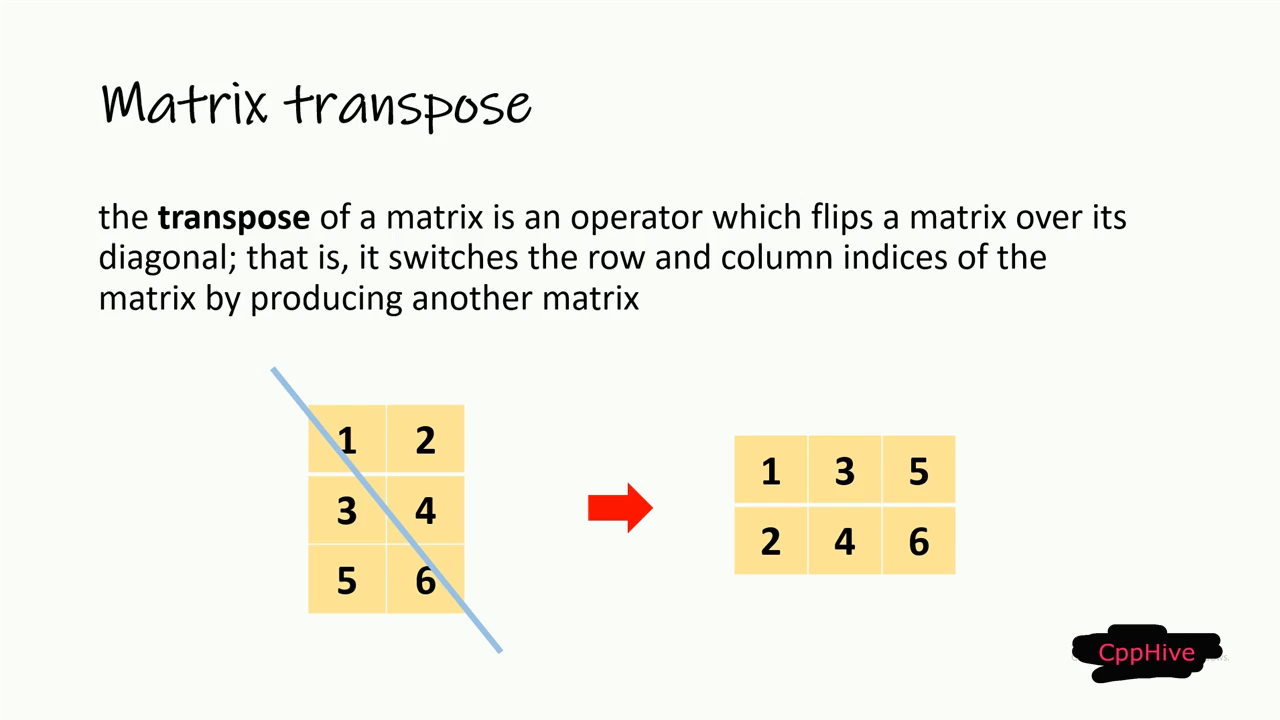 Matrix transpose
the transpose of a matrix is an operator which flips a matrix over its
diagonal; that is, it switches the row and column indices of the
matrix by producing another matrix
1 2
3 4
5 6
1 3 5
2 4 6
CppHive